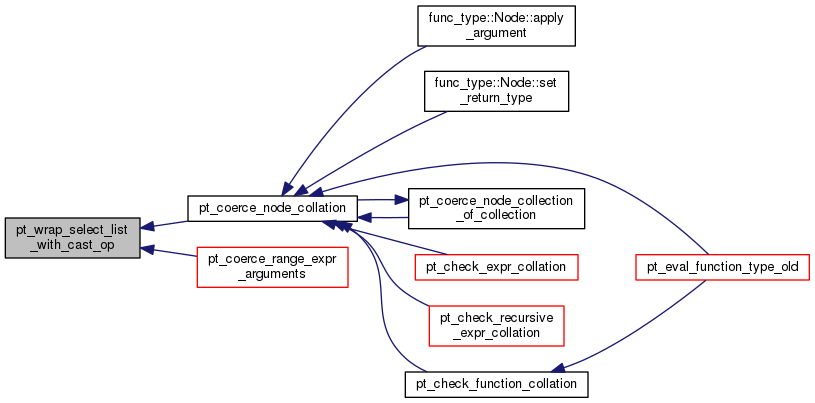 func_type::Node::apply
_argument
func_type::Node::set
_return_type
pt_coerce_node_collation
pt_coerce_node_collection
_of_collection
pt_wrap_select_list
_with_cast_op
pt_coerce_range_expr
_arguments
pt_check_expr_collation
pt_eval_function_type_old
pt_check_recursive
_expr_collation
pt_check_function_collation